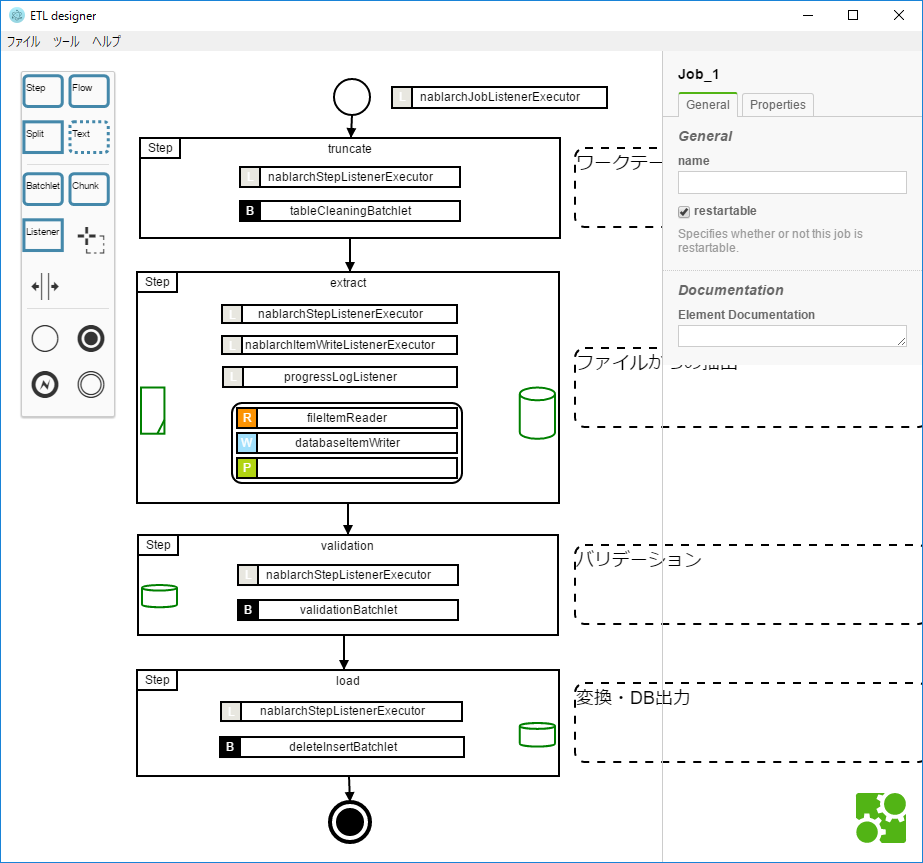 ETL designer
ファイル ツール ヘルプ
Step Flow
Split Text
Batchlet Chunk
Listener
L nablarchJobListenerExecutor
Step truncate
L nablarchStepListenerExecutor
B tableCleaningBatchlet
ワークテー
Step extract
L nablarchStepListenerExecutor
L nablarchItemWriteListenerExecutor
L progressLogListener
R fileItemReader
W databaseItemWriter
P
ファイルからの抽出
Step validation
L nablarchStepListenerExecutor
B validationBatchlet
バリデーション
Step load
L nablarchStepListenerExecutor
B deleteInsertBatchlet
変換・DB出力
Job_1
General Properties
General
name
restartable
Specifies whether or not this job is
restartable.
Documentation
Element Documentation